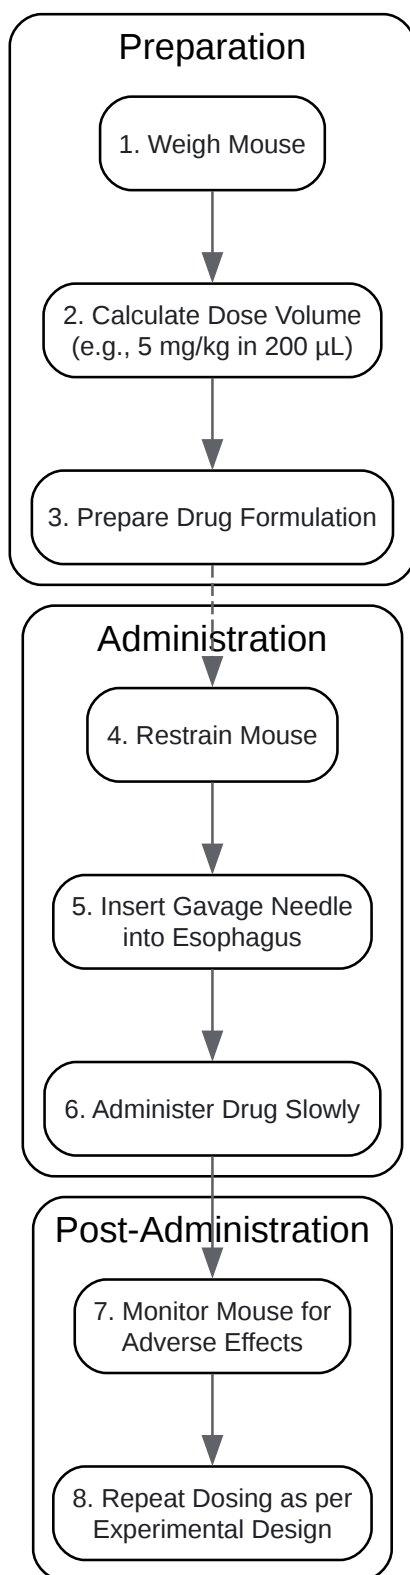 Preparation
1. Weigh Mouse
2. Calculate Dose Volume
(e.g., 5 mg/kg in 200 µL)
3. Prepare Drug Formulation
Administration
4. Restrain Mouse
5. Insert Gavage Needle
into Esophagus
6. Administer Drug Slowly
Post-Administration
7. Monitor Mouse for
Adverse Effects
8. Repeat Dosing as per
Experimental Design